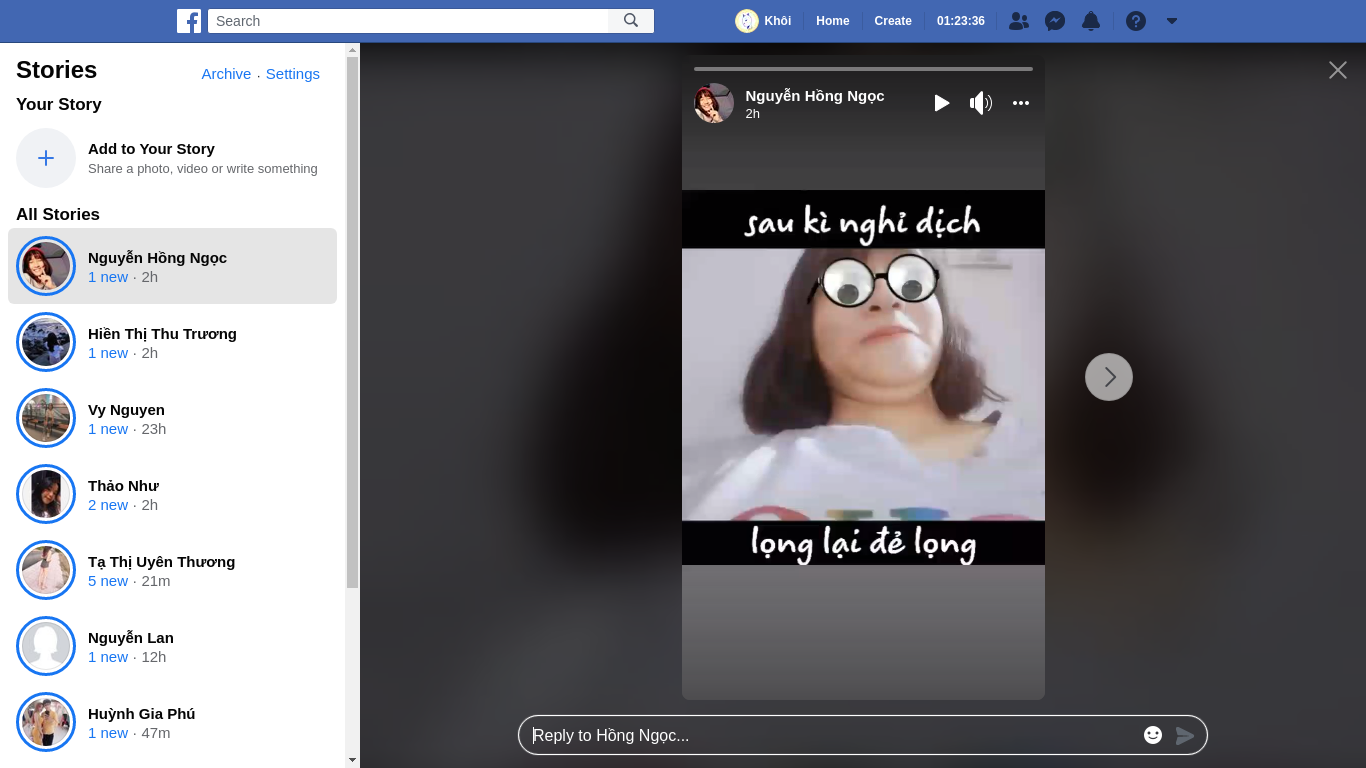 Search
Khôi
Home
Create
01:23:36
Stories
Archive · Settings
Your Story
Add to Your Story
Share a photo, video or write something
All Stories
Nguyễn Hồng Ngọc
1 new · 2h
Hiền Thị Thu Trương
1 new · 2h
Vy Nguyen
1 new · 23h
Thảo Như
2 new · 2h
Tạ Thị Uyên Thương
5 new · 21m
Nguyễn Lan
1 new · 12h
Huỳnh Gia Phú
1 new · 47m
Nguyễn Hồng Ngọc
2h
sau kì nghỉ dịch
lọng lại đẻ lọng
Reply to Hồng Ngọc...